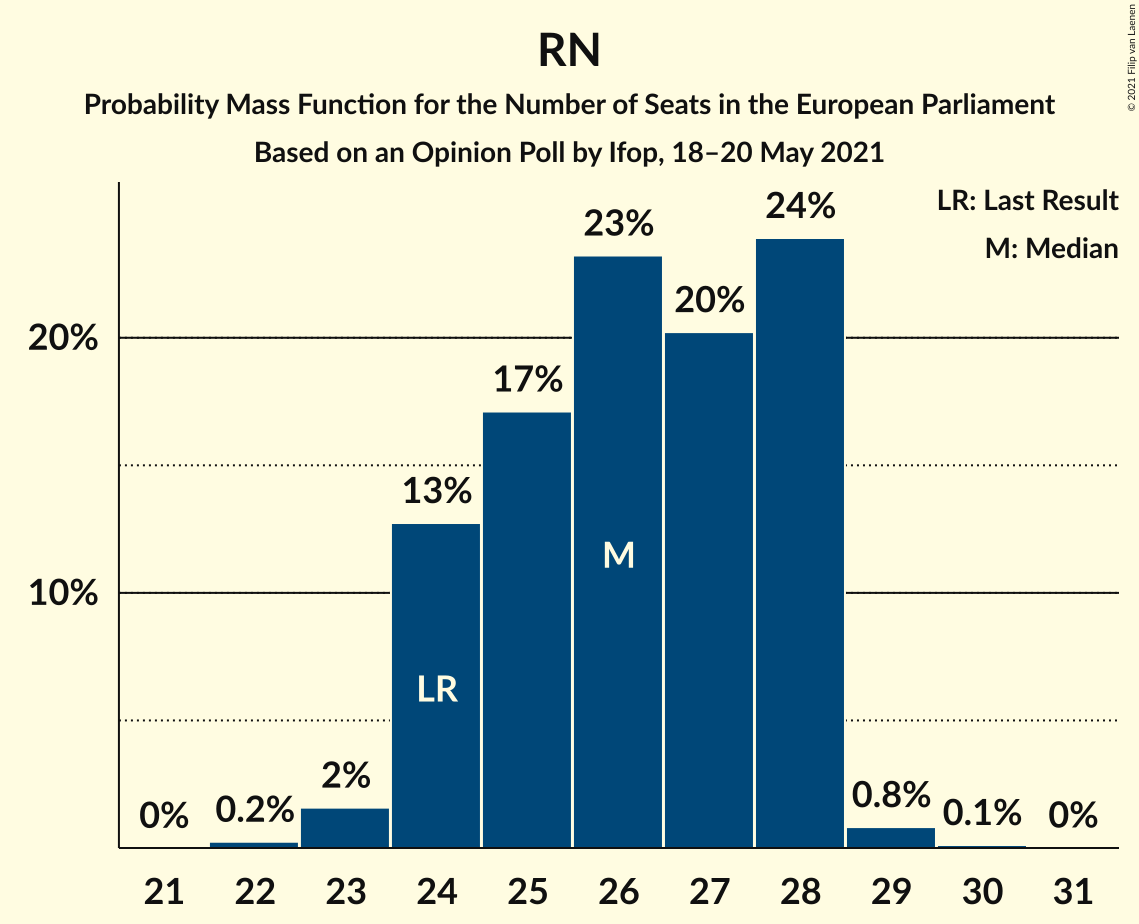 RN
Probability Mass Function for the Number of Seats in the European Parliament
Based on an Opinion Poll by Ifop, 18–20 May 2021
© 2021 Filip van Laenen
LR: Last Result
M: Median
24%
23%
20%
20%
17%
13%
M
10%
LR
2%
0.8%
0.2%
0.1%
0%
0%
21 22 23 24 25 26 27 28 29 30 31